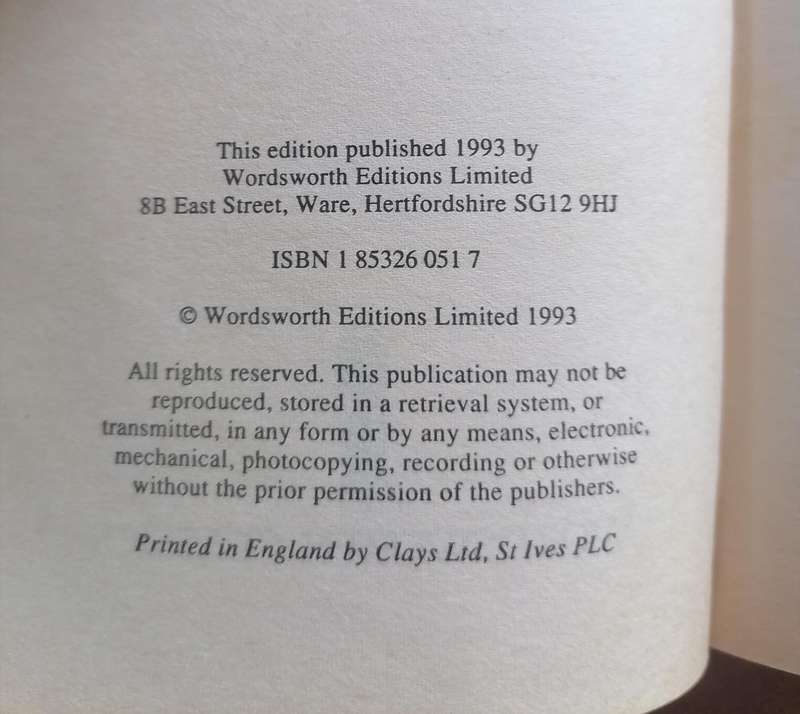 This edition published 1993 by
Wordsworth Editions Limited
8B East Street, Ware, Hertfordshire SG12 9HJ
ISBN 1 85326 051 7
© Wordsworth Editions Limited 1993
All rights reserved. This publication may not be
reproduced, stored in a retrieval system, or
transmitted, in any form or by any means, electronic,
mechanical, photocopying, recording or otherwise
without the prior permission of the publishers.
Printed in England by Clays Ltd, St Ives PLC